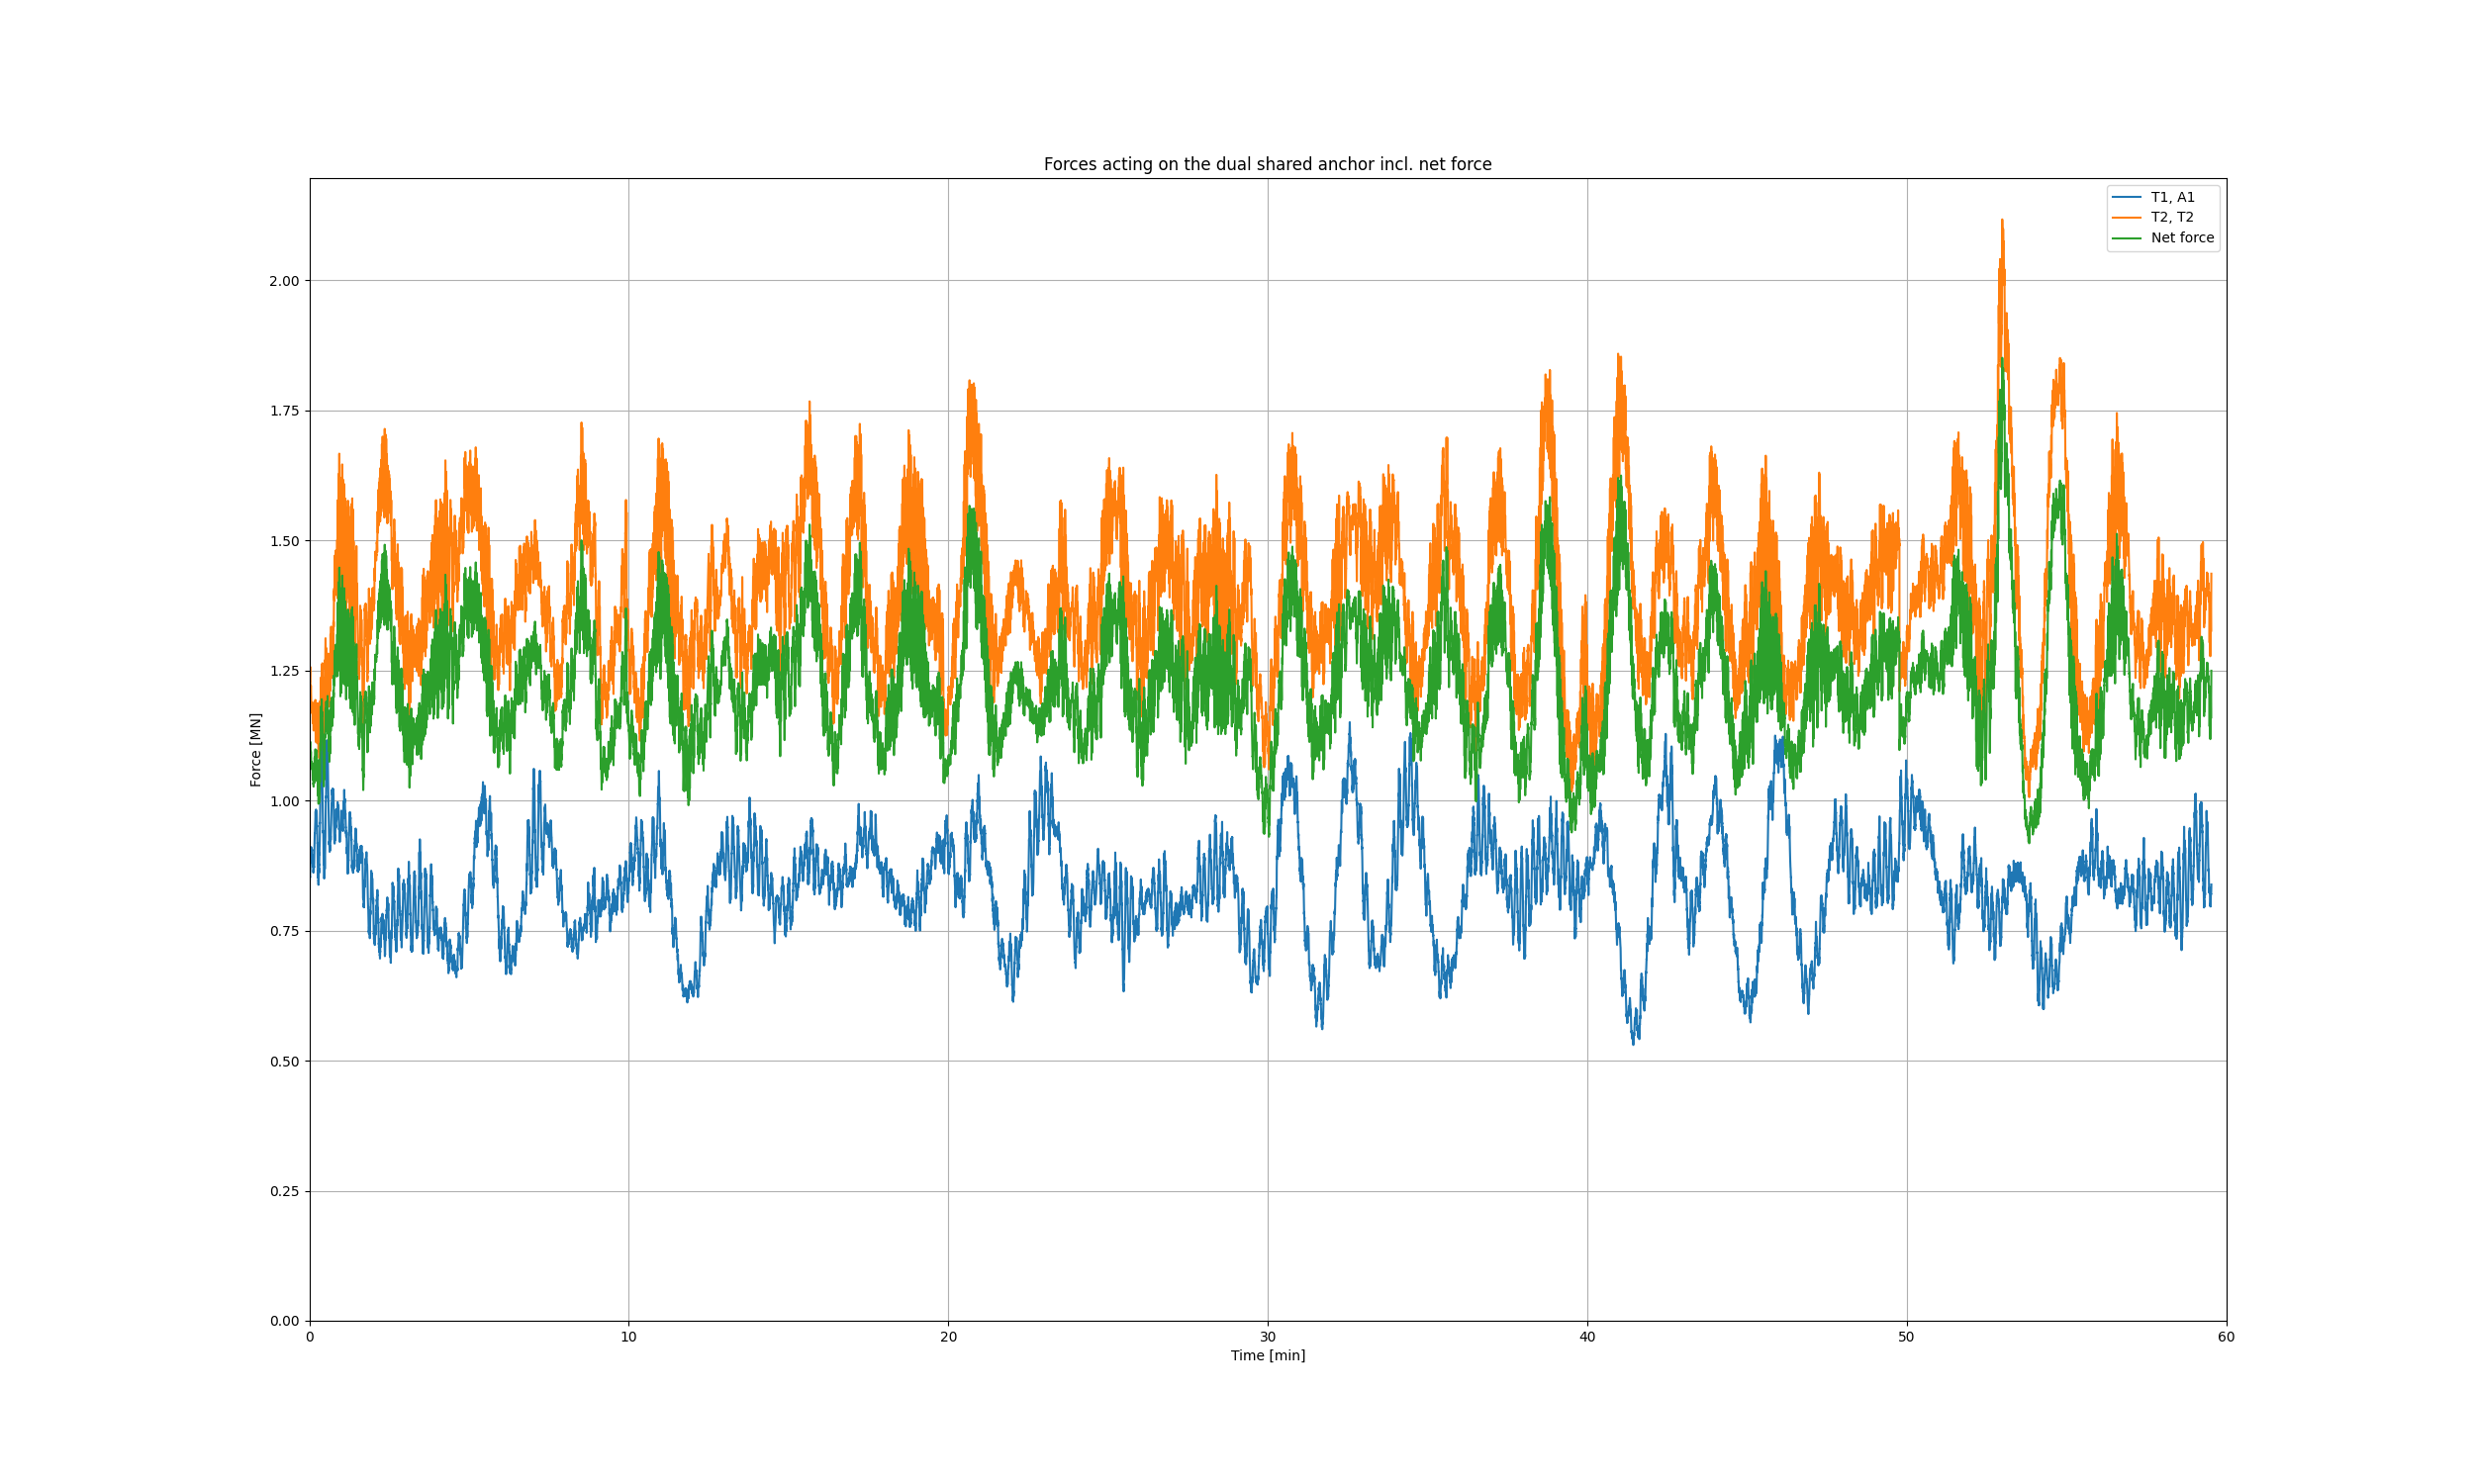 Forces acting on the dual shared anchor incl. net force
T1, A1
T2, T2
Net force
2.00
1.75
1.50
1.25
1.00
0.75
0.50
0.25
0.00
Force [MN]
0 10 20 30 40 50 60
Time [min]